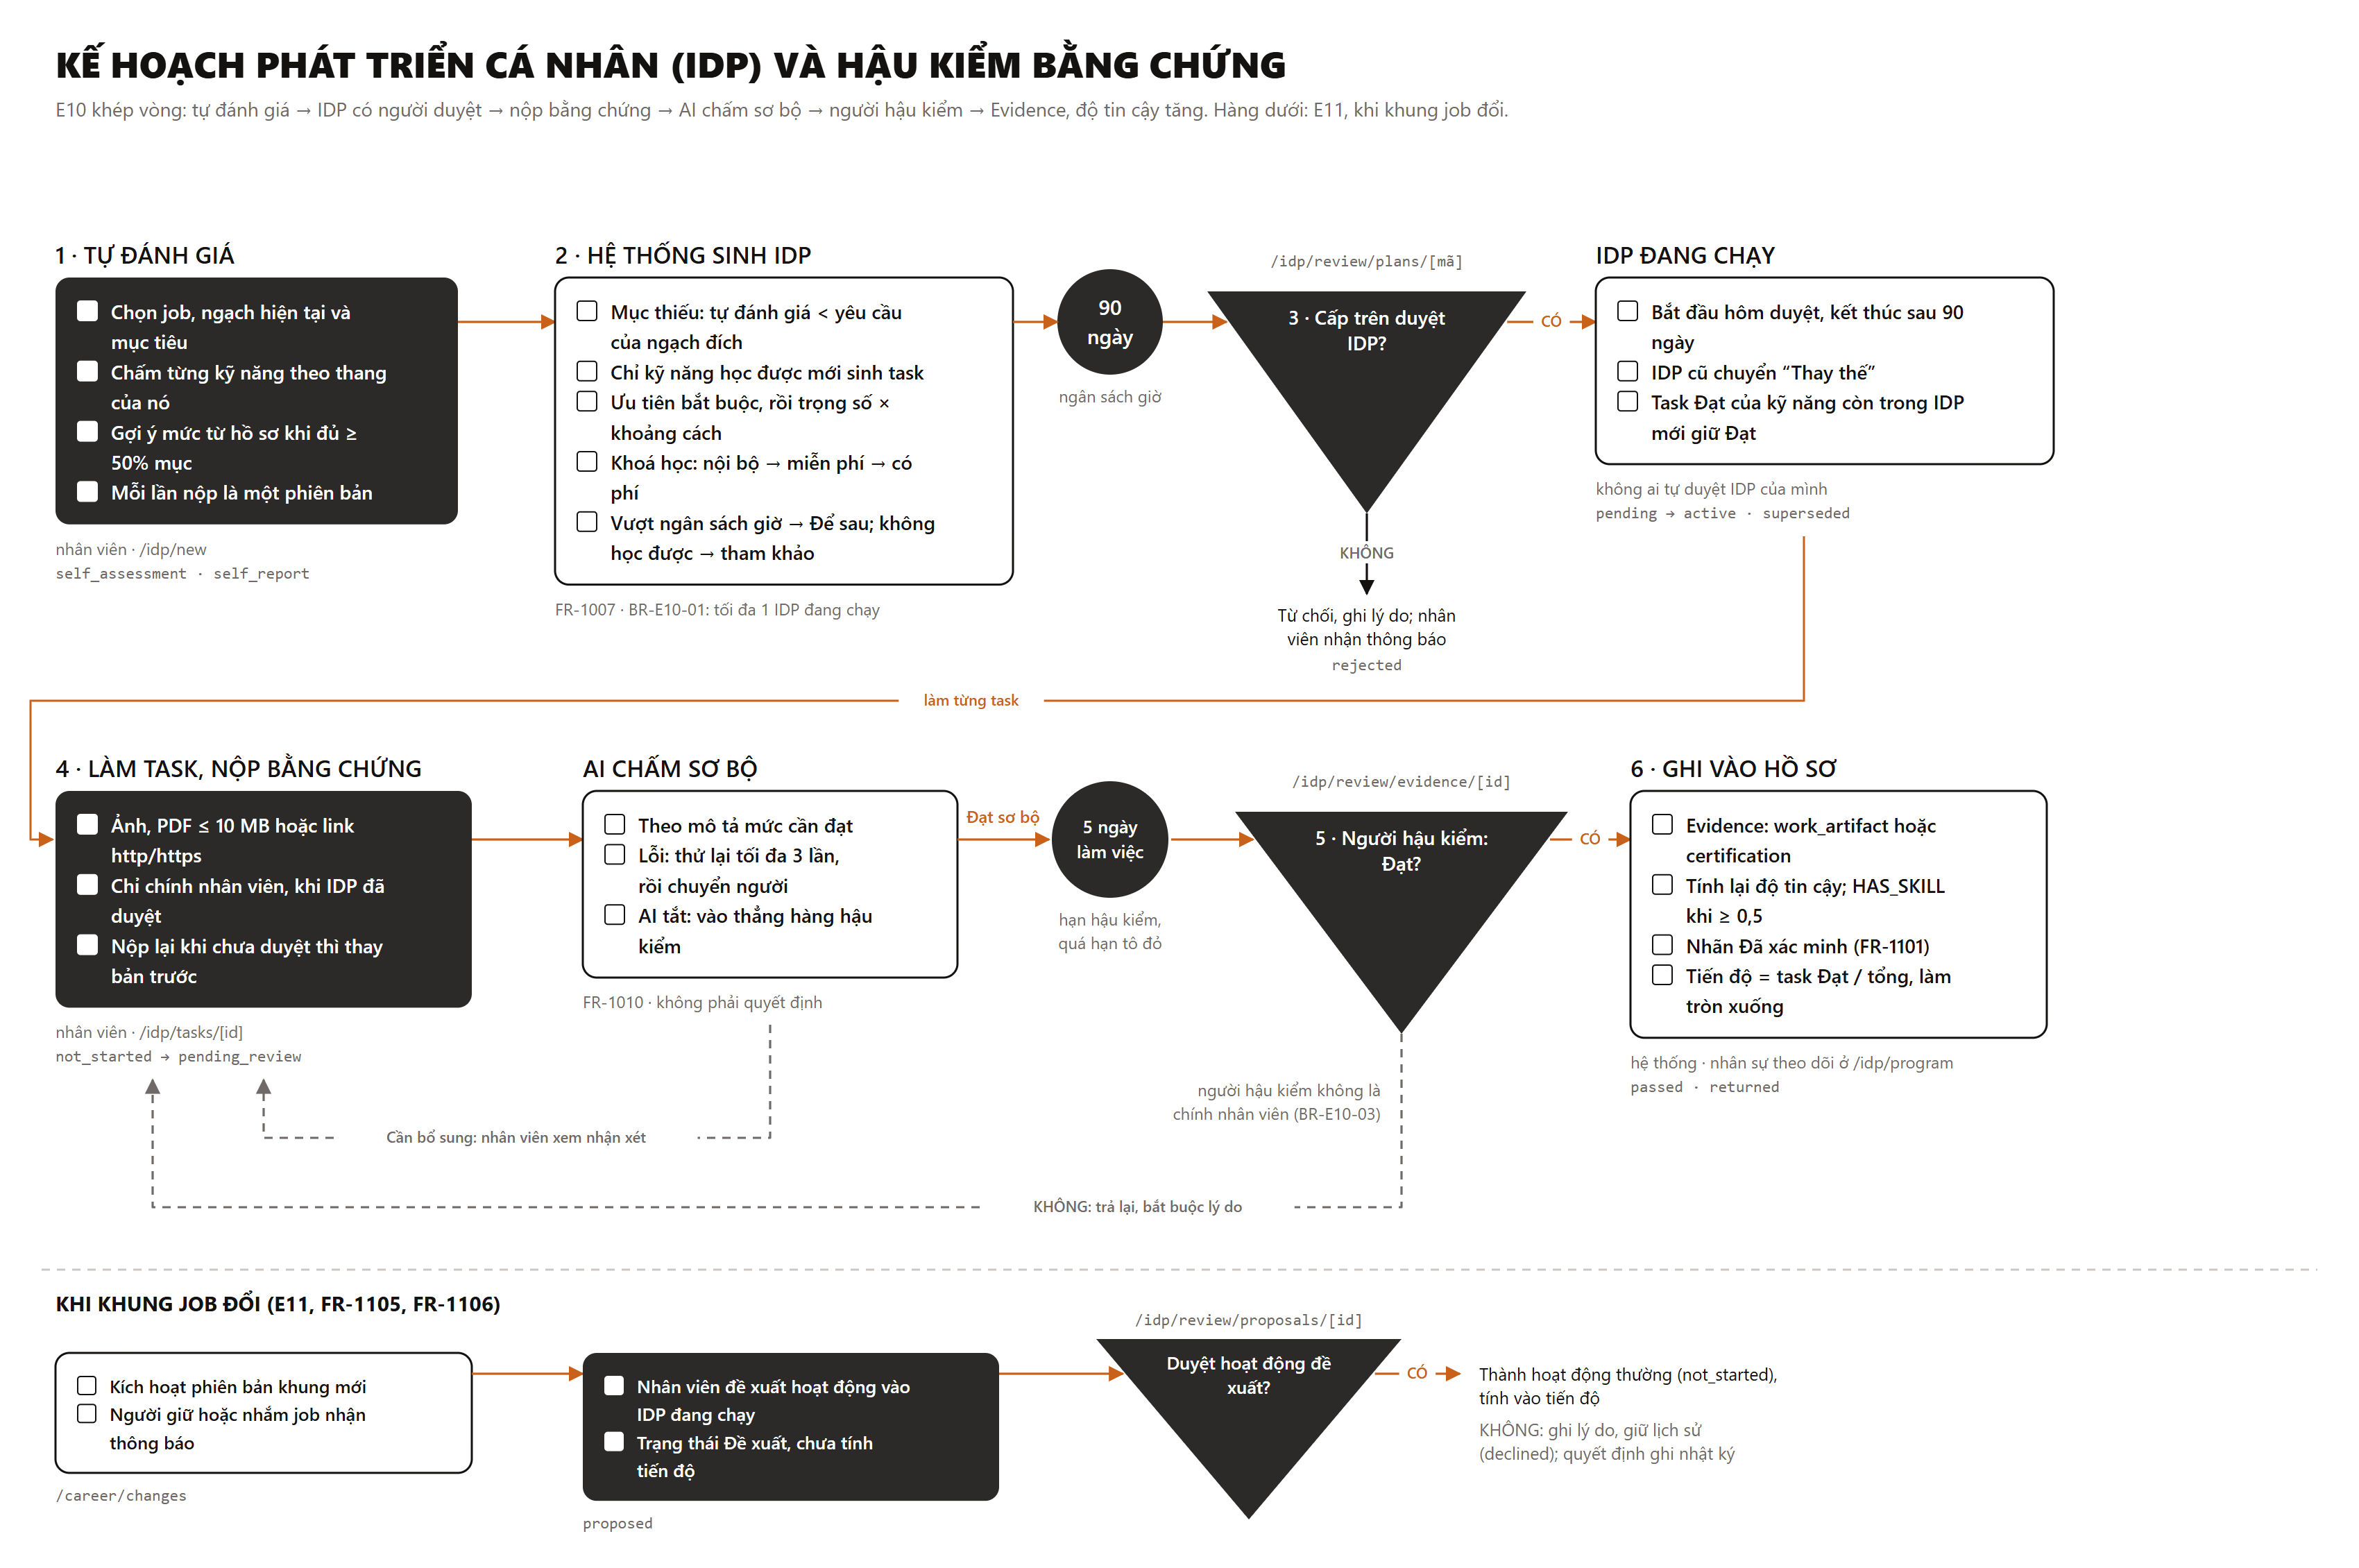 KẾ HOẠCH PHÁT TRIỂN CÁ NHÂN (IDP) VÀ HẬU KIỂM BẰNG CHỨNG
E10 khép vòng: tự đánh giá → IDP có người duyệt → nộp bằng chứng → AI chấm sơ bộ → người hậu kiểm → Evidence, độ tin cậy tăng. Hàng dưới: E11, khi khung job đổi.
1 · TỰ ĐÁNH GIÁ
Chọn job, ngạch hiện tại và
mục tiêu
Chấm từng kỹ năng theo thang
của nó
Gợi ý mức từ hồ sơ khi đủ ≥
50% mục
Mỗi lần nộp là một phiên bản
nhân viên · /idp/new
self_assessment · self_report
2 · HỆ THỐNG SINH IDP
Mục thiếu: tự đánh giá < yêu cầu
của ngạch đích
Chỉ kỹ năng học được mới sinh task
Ưu tiên bắt buộc, rồi trọng số ×
khoảng cách
Khoá học: nội bộ → miễn phí → có
phí
Vượt ngân sách giờ → Để sau; không
học được → tham khảo
FR-1007 · BR-E10-01: tối đa 1 IDP đang chạy
90
ngày
ngân sách giờ
/idp/review/plans/[mã]
3 · Cấp trên duyệt
IDP?
CÓ
KHÔNG
Từ chối, ghi lý do; nhân
viên nhận thông báo
rejected
IDP ĐANG CHẠY
Bắt đầu hôm duyệt, kết thúc sau 90
ngày
IDP cũ chuyển “Thay thế”
Task Đạt của kỹ năng còn trong IDP
mới giữ Đạt
không ai tự duyệt IDP của mình
pending → active · superseded
làm từng task
4 · LÀM TASK, NỘP BẰNG CHỨNG
Ảnh, PDF ≤ 10 MB hoặc link
http/https
Chỉ chính nhân viên, khi IDP đã
duyệt
Nộp lại khi chưa duyệt thì thay
bản trước
nhân viên · /idp/tasks/[id]
not_started → pending_review
AI CHẤM SƠ BỘ
Theo mô tả mức cần đạt
Lỗi: thử lại tối đa 3 lần,
rồi chuyển người
AI tắt: vào thẳng hàng hậu
kiểm
FR-1010 · không phải quyết định
Đạt sơ bộ
5 ngày
làm việc
hạn hậu kiểm,
quá hạn tô đỏ
/idp/review/evidence/[id]
5 · Người hậu kiểm:
Đạt?
CÓ
người hậu kiểm không là
chính nhân viên (BR-E10-03)
6 · GHI VÀO HỒ SƠ
Evidence: work_artifact hoặc
certification
Tính lại độ tin cậy; HAS_SKILL
khi ≥ 0,5
Nhãn Đã xác minh (FR-1101)
Tiến độ = task Đạt / tổng, làm
tròn xuống
hệ thống · nhân sự theo dõi ở /idp/program
passed · returned
Cần bổ sung: nhân viên xem nhận xét
KHÔNG: trả lại, bắt buộc lý do
KHI KHUNG JOB ĐỔI (E11, FR-1105, FR-1106)
Kích hoạt phiên bản khung mới
Người giữ hoặc nhắm job nhận
thông báo
/career/changes
Nhân viên đề xuất hoạt động vào
IDP đang chạy
Trạng thái Đề xuất, chưa tính
tiến độ
proposed
/idp/review/proposals/[id]
Duyệt hoạt động đề
xuất?
CÓ
Thành hoạt động thường (not_started),
tính vào tiến độ
KHÔNG: ghi lý do, giữ lịch sử
(declined); quyết định ghi nhật ký